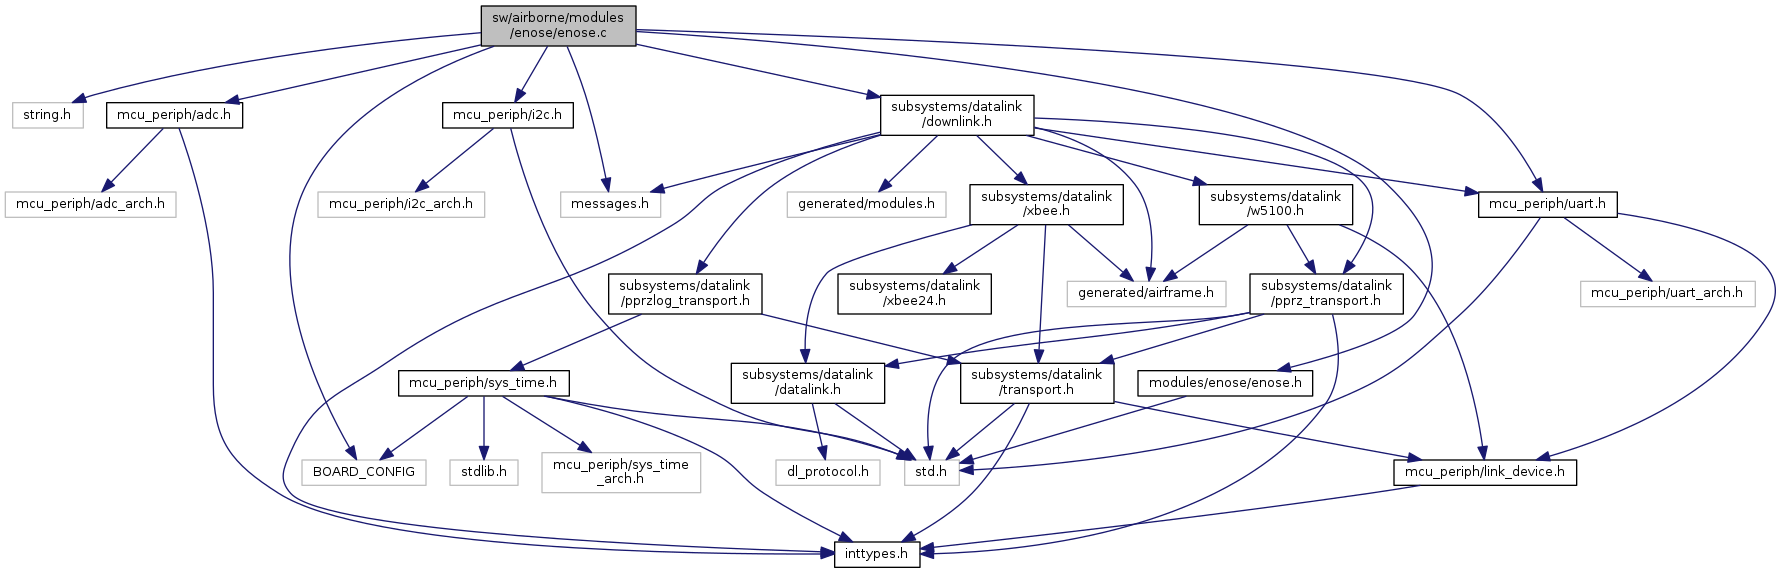 sw/airborne/modules
/enose/enose.c
string.h
mcu_periph/adc.h
mcu_periph/i2c.h
subsystems/datalink
/downlink.h
mcu_periph/adc_arch.h
mcu_periph/i2c_arch.h
messages.h
generated/modules.h
subsystems/datalink
/xbee.h
subsystems/datalink
/w5100.h
mcu_periph/uart.h
subsystems/datalink
/pprzlog_transport.h
subsystems/datalink
/xbee24.h
generated/airframe.h
subsystems/datalink
/pprz_transport.h
mcu_periph/uart_arch.h
mcu_periph/sys_time.h
subsystems/datalink
/datalink.h
subsystems/datalink
/transport.h
modules/enose/enose.h
BOARD_CONFIG
stdlib.h
mcu_periph/sys_time
_arch.h
dl_protocol.h
std.h
mcu_periph/link_device.h
inttypes.h